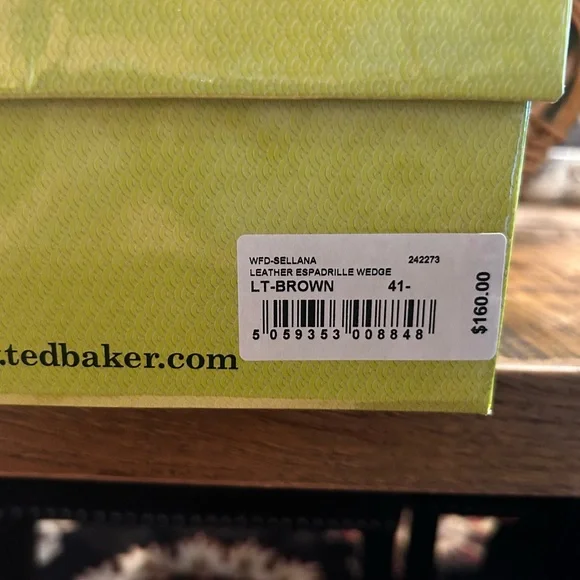 WFD-SELLANA 242273
LEATHER ESPADRILLE WEDGE
LT-BROWN 41-
5 059353 008848
$160.00
.tedbaker.com